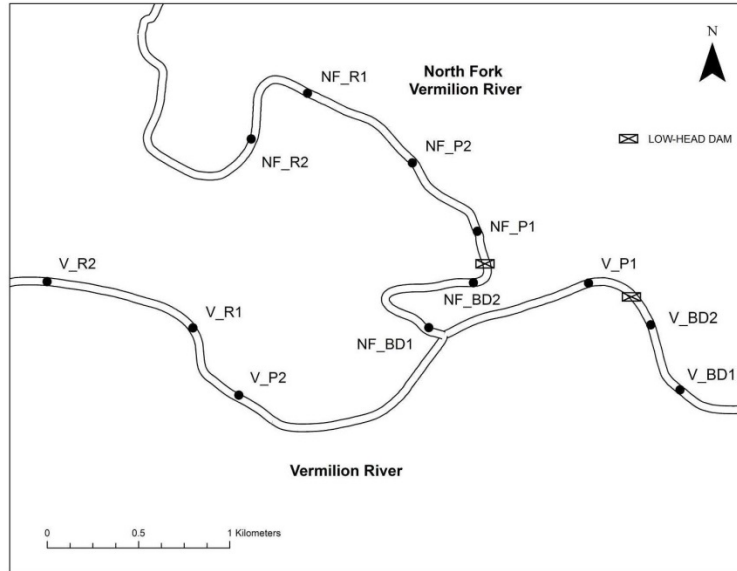 N
NF_R1
North Fork
Vermilion River
NF_R2
NF_P2
LOW-HEAD DAM
NF_P1
V_R2
V_P1
NF_BD2
V_R1
NF_BD1
V_BD2
V_P2
V_BD1
Vermilion River
0 0.5 1 Kilometers